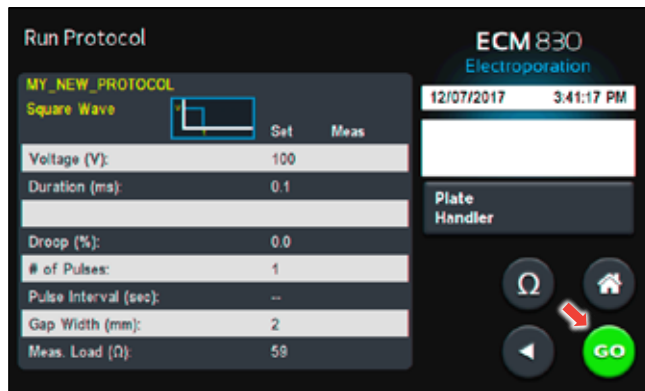 Run Protocol
MY_NEW_PROTOCOL
Square Wave
Set Meas
Voltage (V): 100
Duration (ms): 0.1
Droop (%): 0.0
# of Pulses: 1
Pulse Interval (sec): --
Gap Width (mm): 2
Meas. Load (Ω): 59
ECM 830
Electroporation
12/07/2017 3:41:17 PM
Plate
Handler
Ω
GO